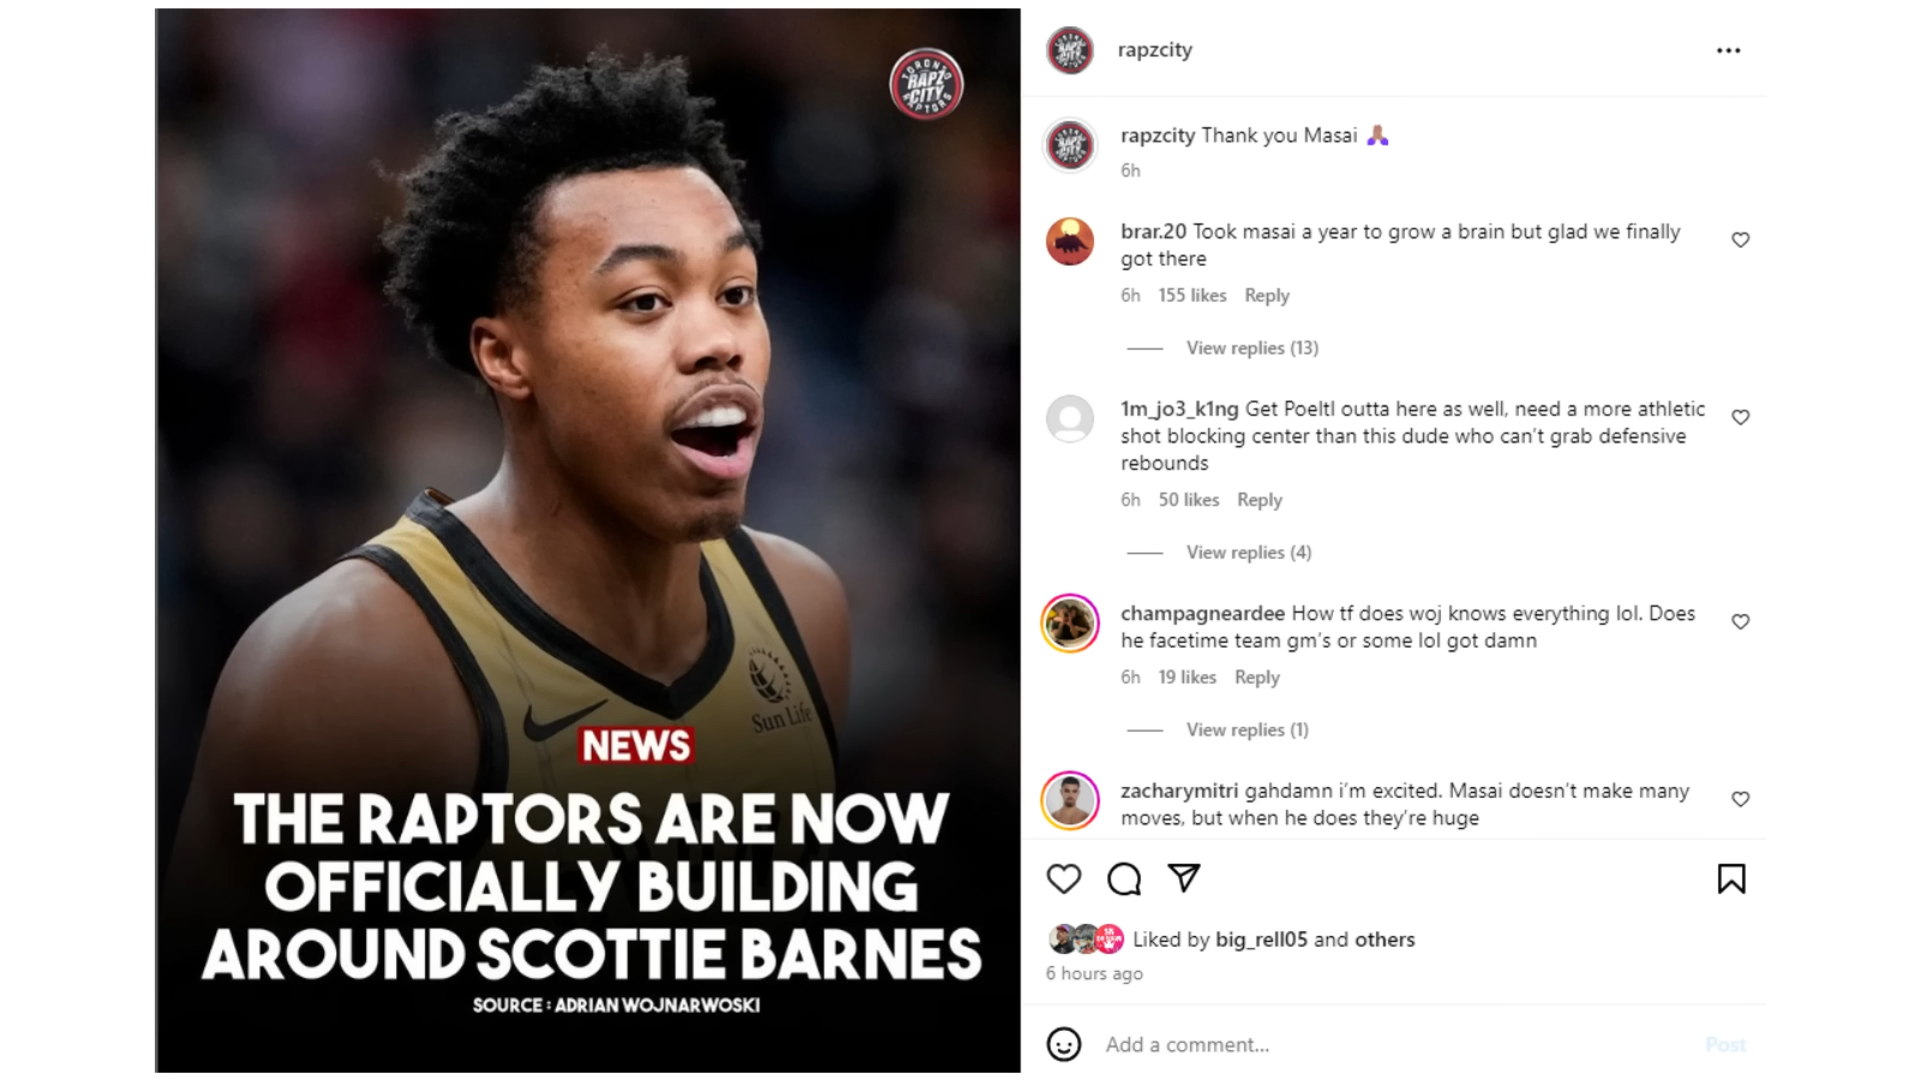 TORONTO
RAPZ
CITY
RAPTORS
Sun Life
NEWS
THE RAPTORS ARE NOW
OFFICIALLY BUILDING
AROUND SCOTTIE BARNES
SOURCE : ADRIAN WOJNARWOSKI
rapzcity
rapzcity Thank you Masai 🙏🏽
6h
brar.20 Took masai a year to grow a brain but glad we finally
got there
6h 155 likes Reply
View replies (13)
1m_jo3_k1ng Get Poeltl outta here as well, need a more athletic
shot blocking center than this dude who can't grab defensive
rebounds
6h 50 likes Reply
View replies (4)
champagneardee How tf does woj knows everything lol. Does
he facetime team gm's or some lol got damn
6h 19 likes Reply
View replies (1)
zacharymitri gahdamn i'm excited. Masai doesn't make many
moves, but when he does they're huge
Liked by big_rell05 and others
6 hours ago
Add a comment...
Post